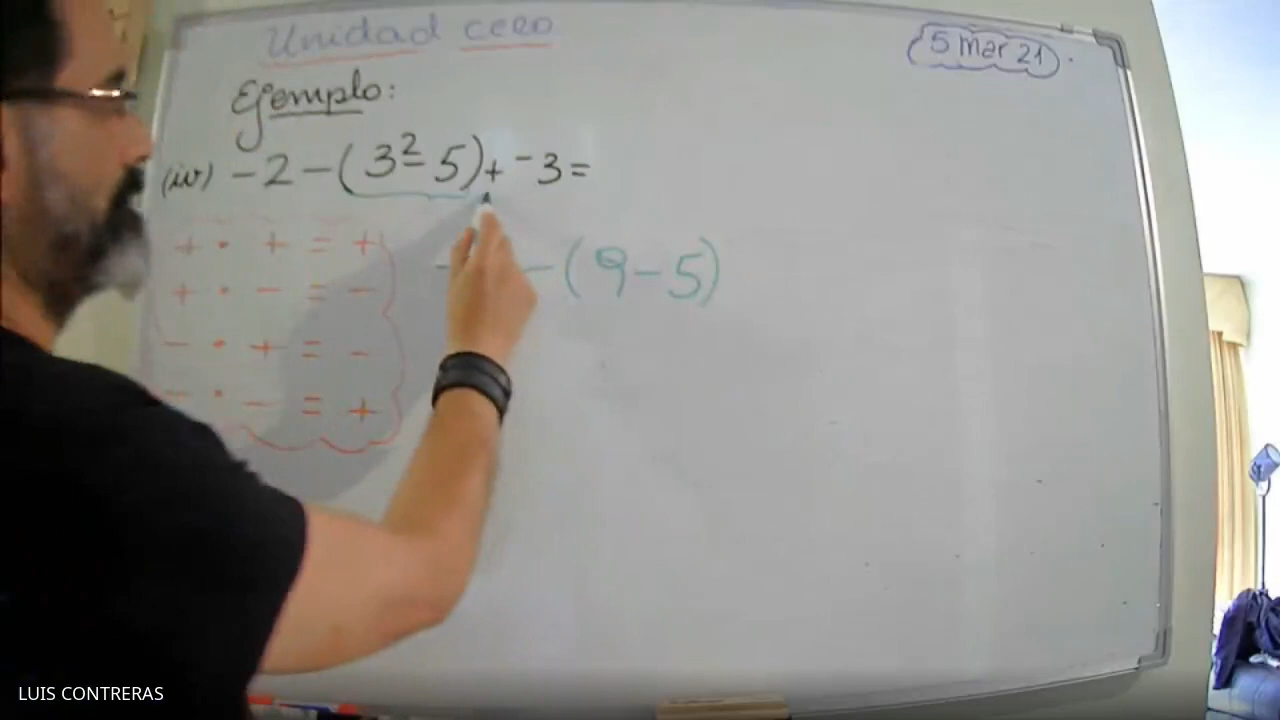 Unidad cero
5 Mar 21.
Ejemplo:
(iv) -2-(3²-5)+ -3=
+ · + = +
+ · - = -
- · + = -
- · - = +
- -(9-5)
LUIS CONTRERAS